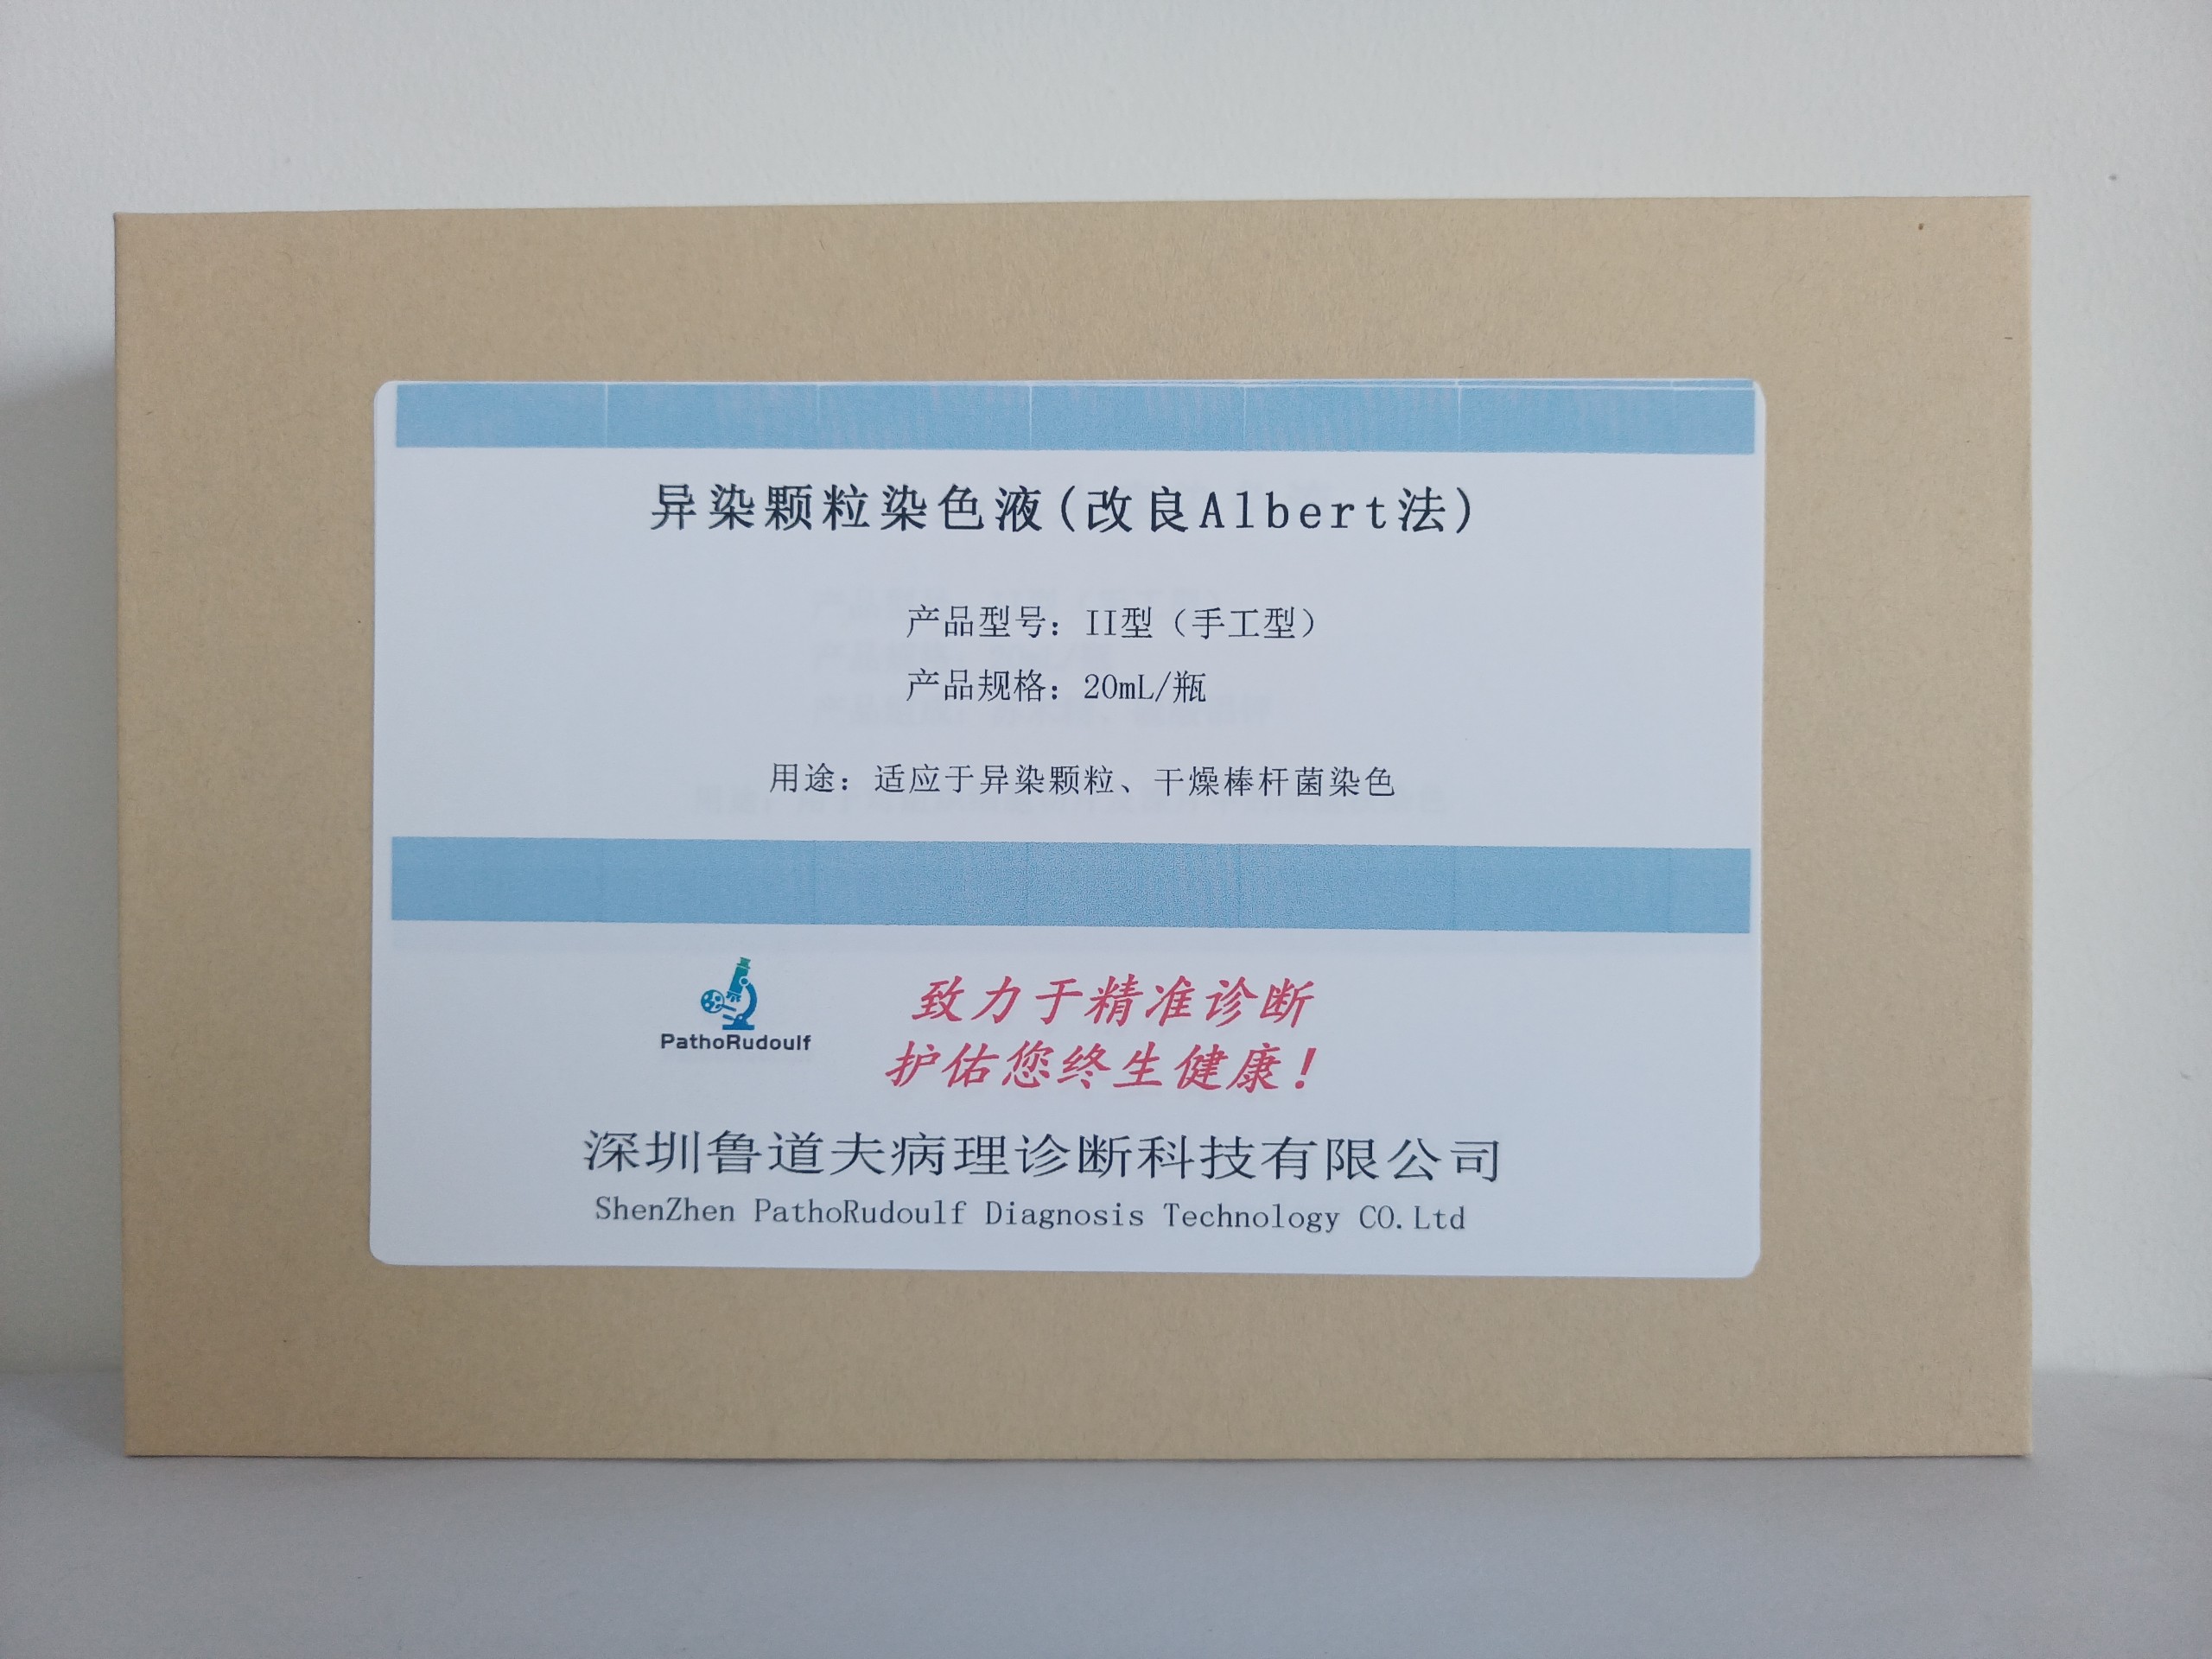 异染颗粒染色液(改良Albert法)
产品型号：II型（手工型）
产品规格：20mL/瓶
用途：适应于异染颗粒、干燥棒杆菌染色
PathoRudoulf
致力于精准诊断
护佑您终生健康！
深圳鲁道夫病理诊断科技有限公司
ShenZhen PathoRudoulf Diagnosis Technology CO.Ltd